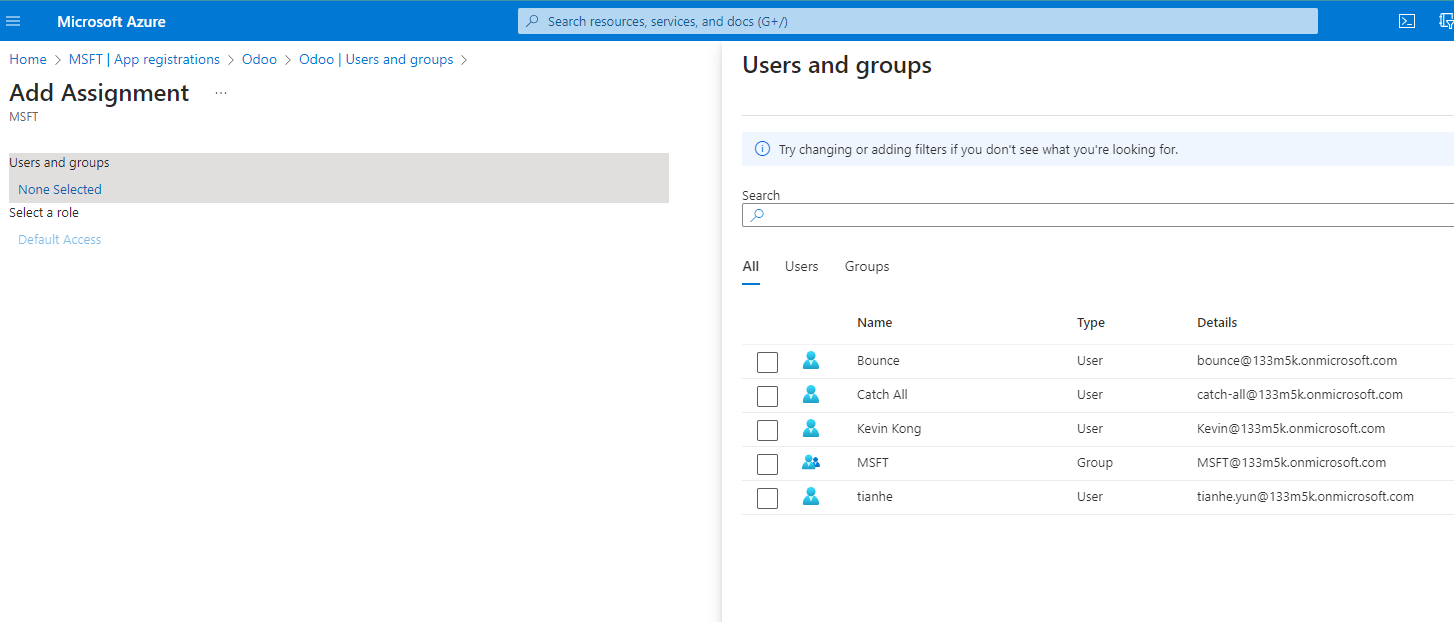 Microsoft Azure
Search resources, services, and docs (G+/)
Home > MSFT | App registrations > Odoo > Odoo | Users and groups >
Add Assignment ...
MSFT
Users and groups
None Selected
Select a role
Default Access
Users and groups
Try changing or adding filters if you don't see what you're looking for.
Search
All Users Groups
Name Type Details
Bounce User bounce@133m5k.onmicrosoft.com
Catch All User catch-all@133m5k.onmicrosoft.com
Kevin Kong User Kevin@133m5k.onmicrosoft.com
MSFT Group MSFT@133m5k.onmicrosoft.com
tianhe User tianhe.yun@133m5k.onmicrosoft.com